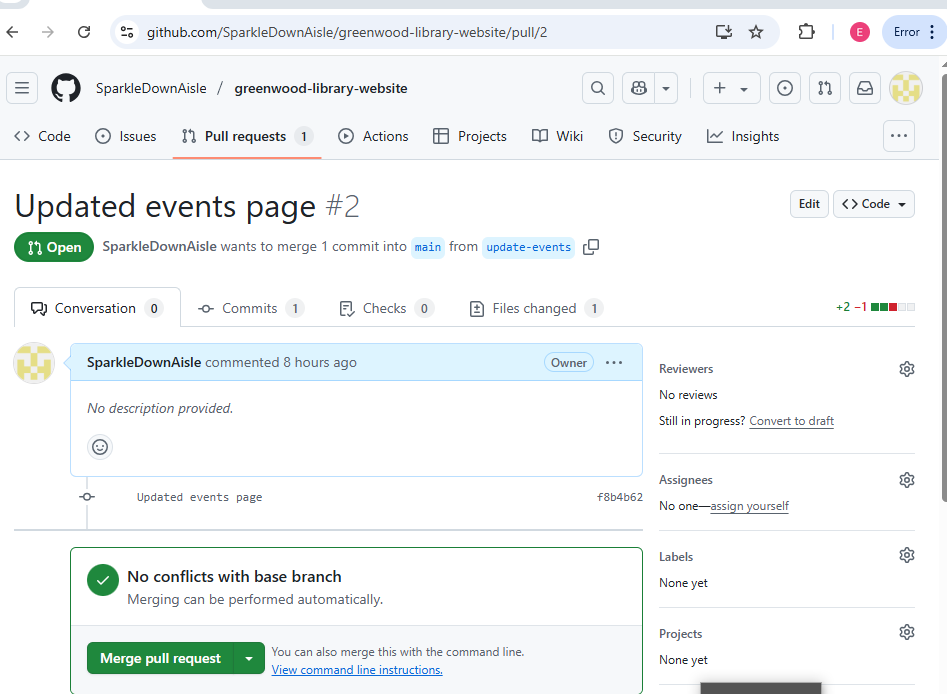 github.com/SparkleDownAisle/greenwood-library-website/pull/2
E
Error
SparkleDownAisle / greenwood-library-website
Code
Issues
Pull requests 1
Actions
Projects
Wiki
Security
Insights
Updated events page #2
Edit
Code
Open
SparkleDownAisle wants to merge 1 commit into main from update-events
Conversation 0
Commits 1
Checks 0
Files changed 1
+2 −1
SparkleDownAisle commented 8 hours ago
Owner
No description provided.
Updated events page
f8b4b62
No conflicts with base branch
Merging can be performed automatically.
Merge pull request
You can also merge this with the command line.
View command line instructions.
Reviewers
No reviews
Still in progress? Convert to draft
Assignees
No one—assign yourself
Labels
None yet
Projects
None yet